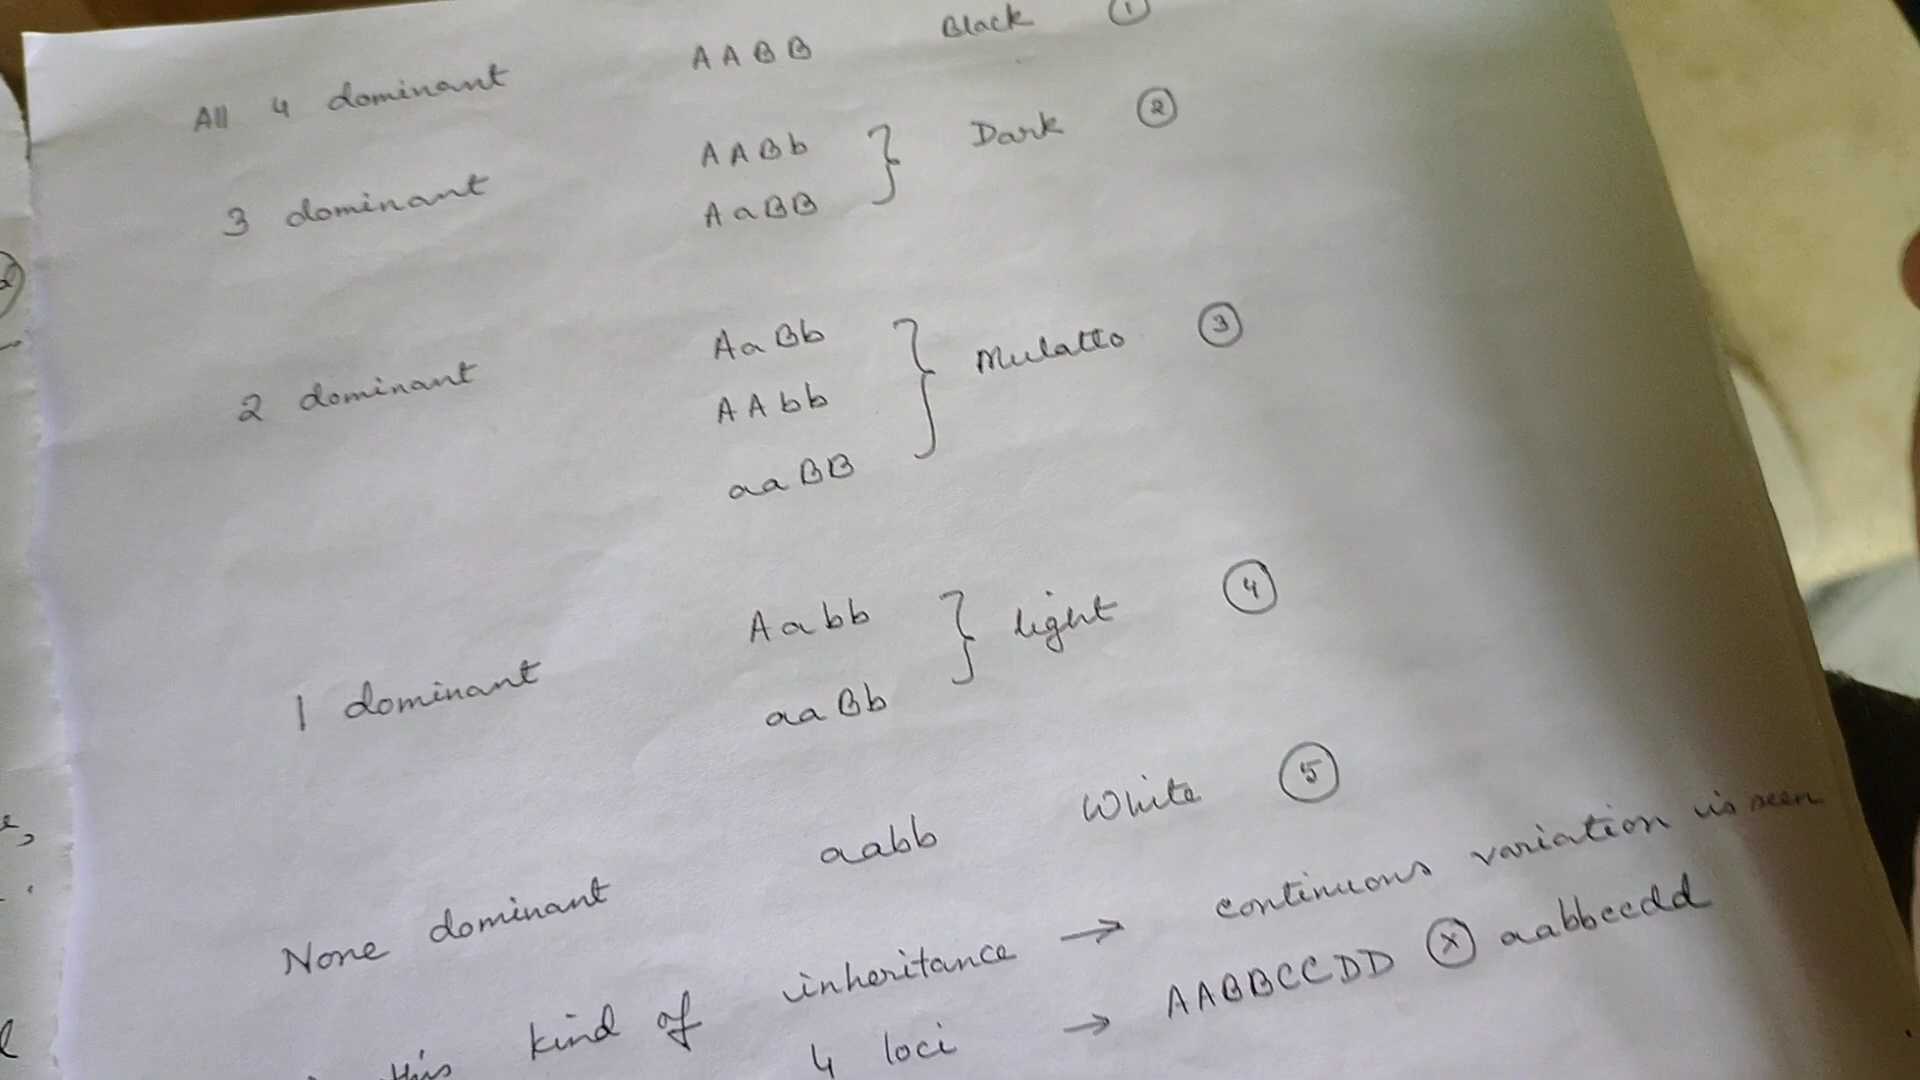 All 4 dominant AABB Black ①
3 dominant AABb } Dark ②
AaBB
2 dominant AaBb } Mulatto ③
AAbb
aaBB
1 dominant Aabb } light ④
aaBb
None dominant aabb White ⑤
this kind of inheritance → continuous variation is seen
4 loci → AABBCCDD ⓧ aabbccdd